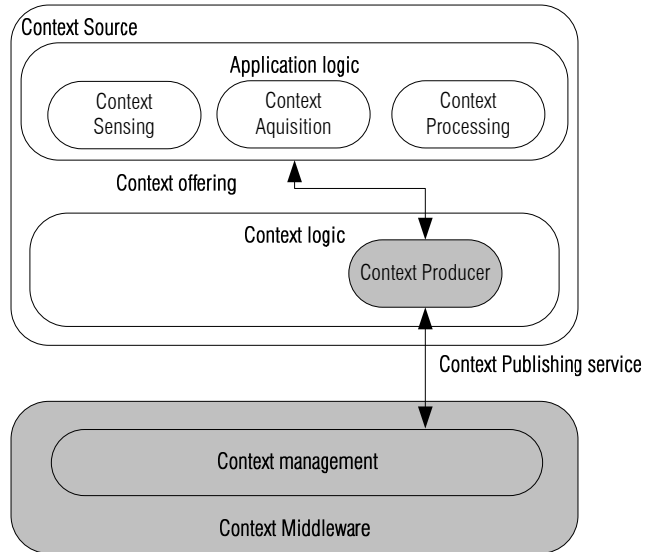 Context Source
Application logic
Context
Sensing
Context
Aquisition
Context
Processing
Context offering
Context logic
Context Producer
Context Publishing service
Context management
Context Middleware